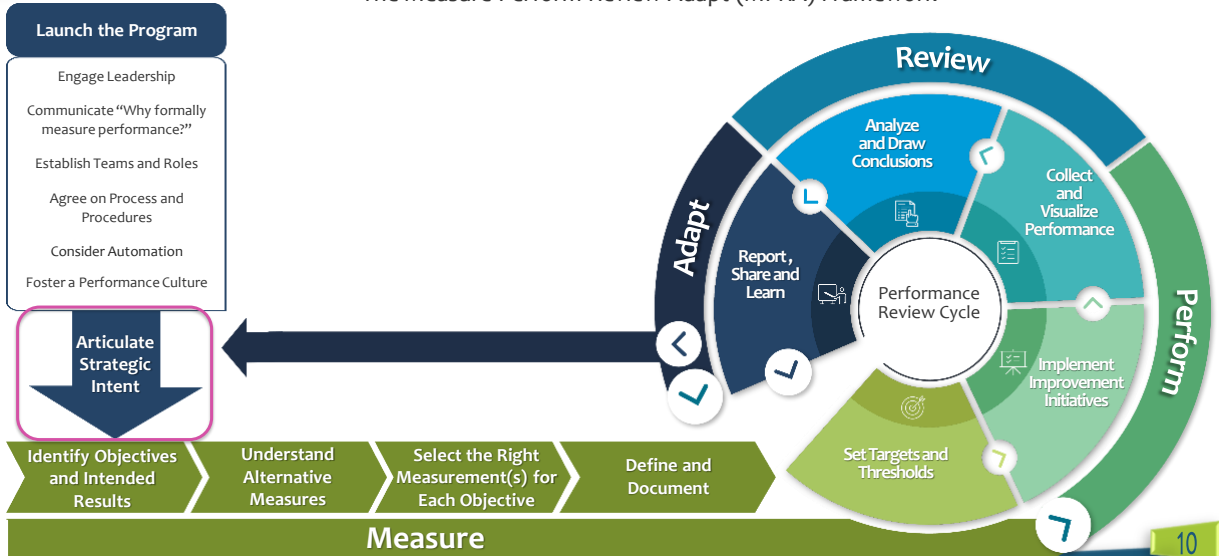 Launch the Program
Engage Leadership
Communicate “Why formally
measure performance?”
Establish Teams and Roles
Agree on Process and
Procedures
Consider Automation
Foster a Performance Culture
Articulate
Strategic
Intent
Identify Objectives
and Intended
Results
Understand
Alternative
Measures
Select the Right
Measurement(s) for
Each Objective
Define and
Document
Measure
Adapt
Review
Perform
Report,
Share and
Learn
Analyze
and Draw
Conclusions
Collect
and
Visualize
Performance
Implement
Improvement
Initiatives
Set Targets and
Thresholds
Performance
Review Cycle
10